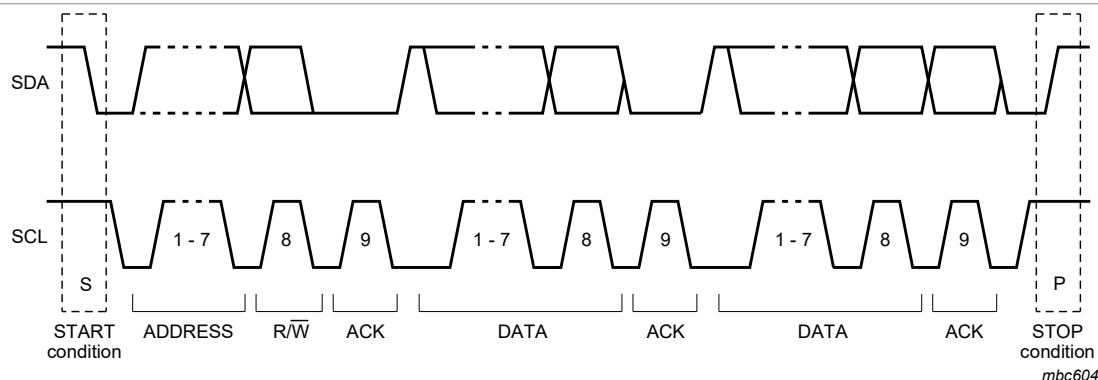 SDA
SCL
1 - 7
8
9
1 - 7
8
9
1 - 7
8
9
S
P
START
condition
ADDRESS
R/W̅
ACK
DATA
ACK
DATA
ACK
STOP
condition
mbc604